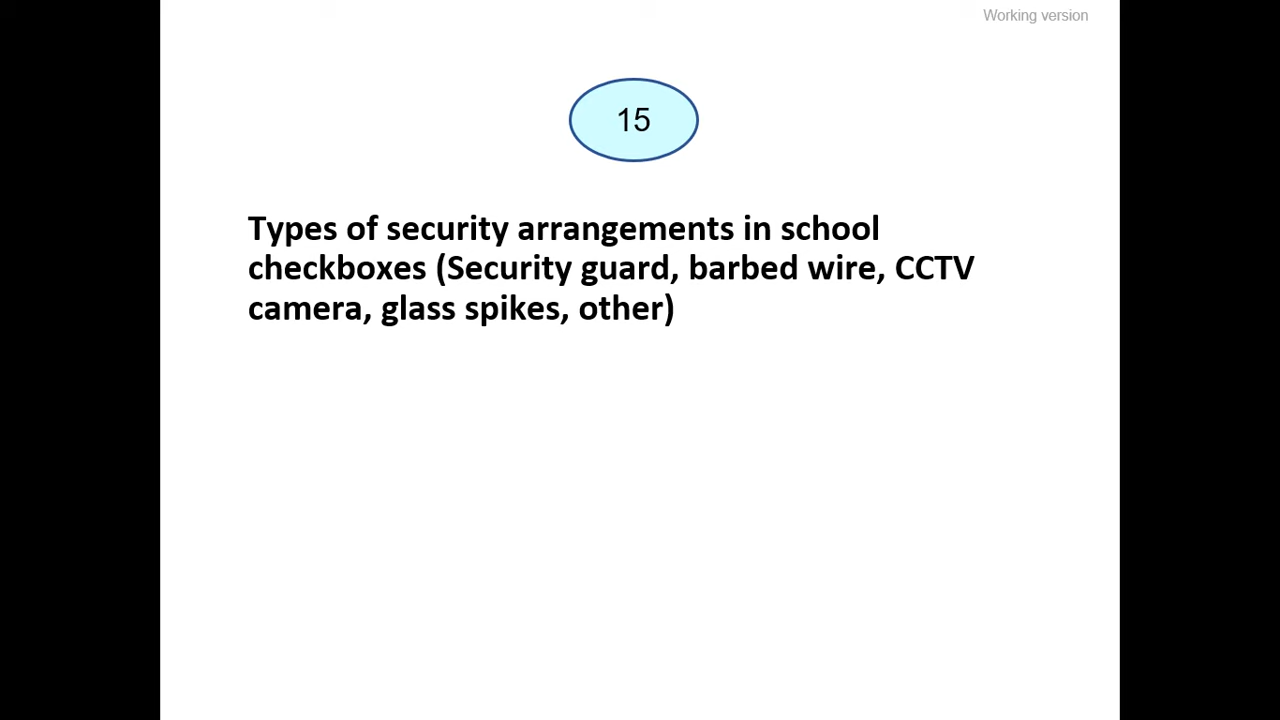 Working version
15
Types of security arrangements in school
checkboxes (Security guard, barbed wire, CCTV
camera, glass spikes, other)